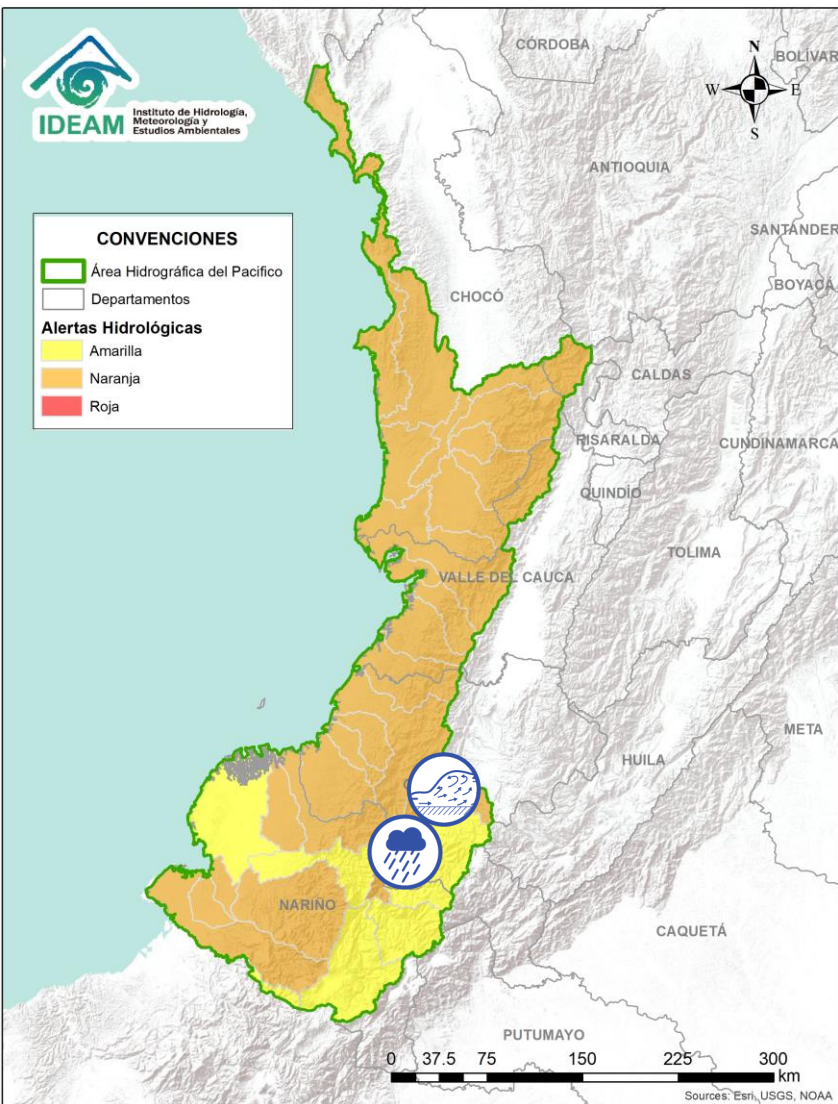 CÓRDOBA
N
BOLÍVAR
W
E
S
IDEAM
Instituto de Hidrología,
Meteorología y
Estudios Ambientales
ANTIOQUIA
CONVENCIONES
Área Hidrográfica del Pacifico
Departamentos
Alertas Hidrológicas
Amarilla
Naranja
Roja
SANTANDER
BOYACÁ
CHOCÓ
CALDAS
RISARALDA
CUNDINAMARCA
QUINDÍO
TOLIMA
VALLE DEL CAUCA
META
HUILA
NARIÑO
CAQUETÁ
PUTUMAYO
0 37.5 75 150 225 300
km
Sources: Esri, USGS, NOAA